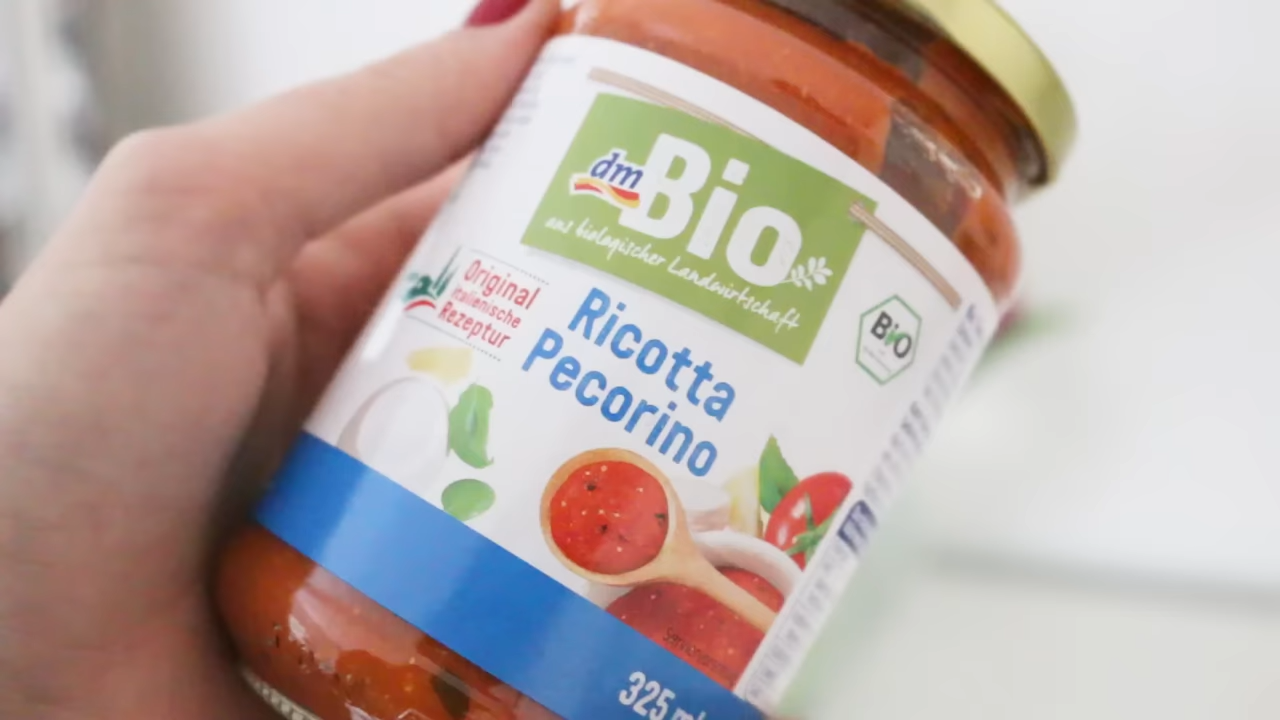 dm Bio
aus biologischer Landwirtschaft
Original
italienische
Rezeptur
Ricotta
Pecorino
BiO
325 ml